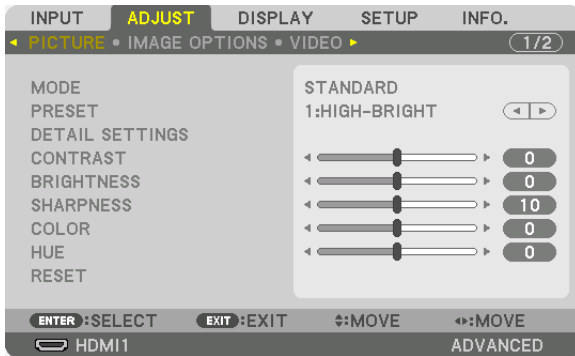 INPUT ADJUST DISPLAY SETUP INFO.
PICTURE • IMAGE OPTIONS • VIDEO 1/2
MODE STANDARD
PRESET 1:HIGH-BRIGHT
DETAIL SETTINGS
CONTRAST 0
BRIGHTNESS 0
SHARPNESS 10
COLOR 0
HUE 0
RESET
ENTER:SELECT EXIT:EXIT :MOVE :MOVE
HDMI1 ADVANCED